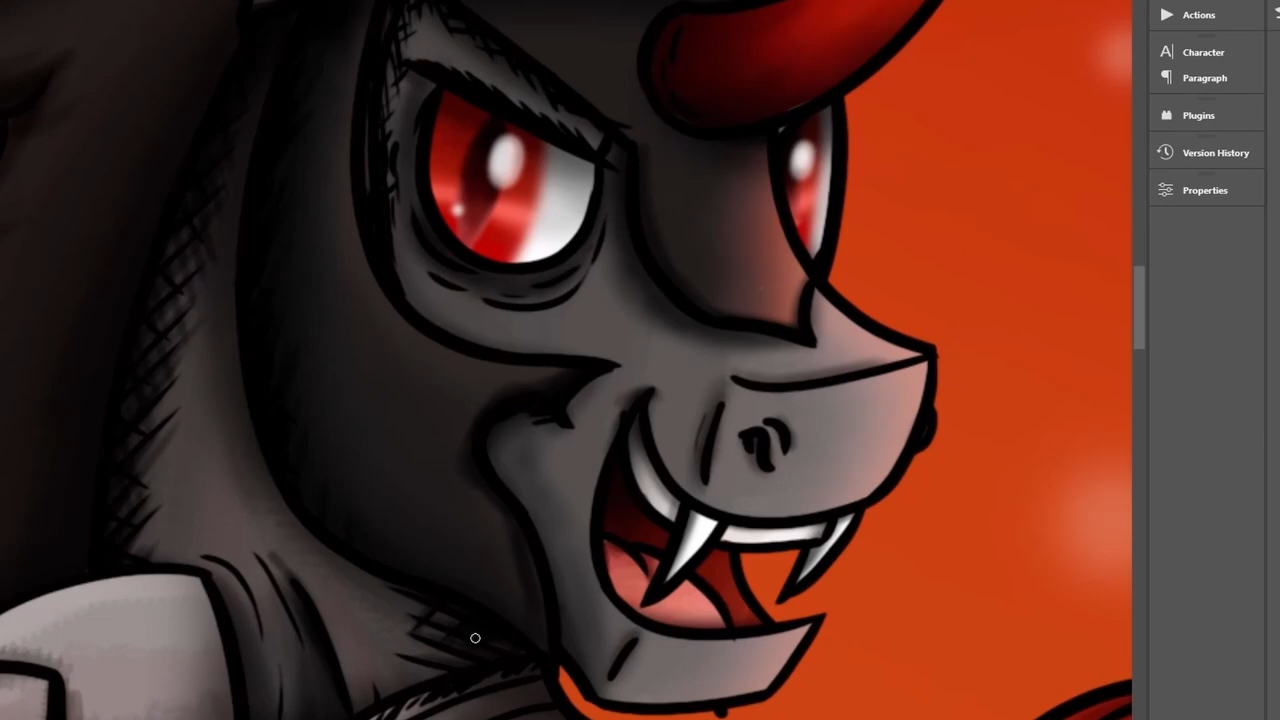 Actions
Character
Paragraph
Plugins
Version History
Properties